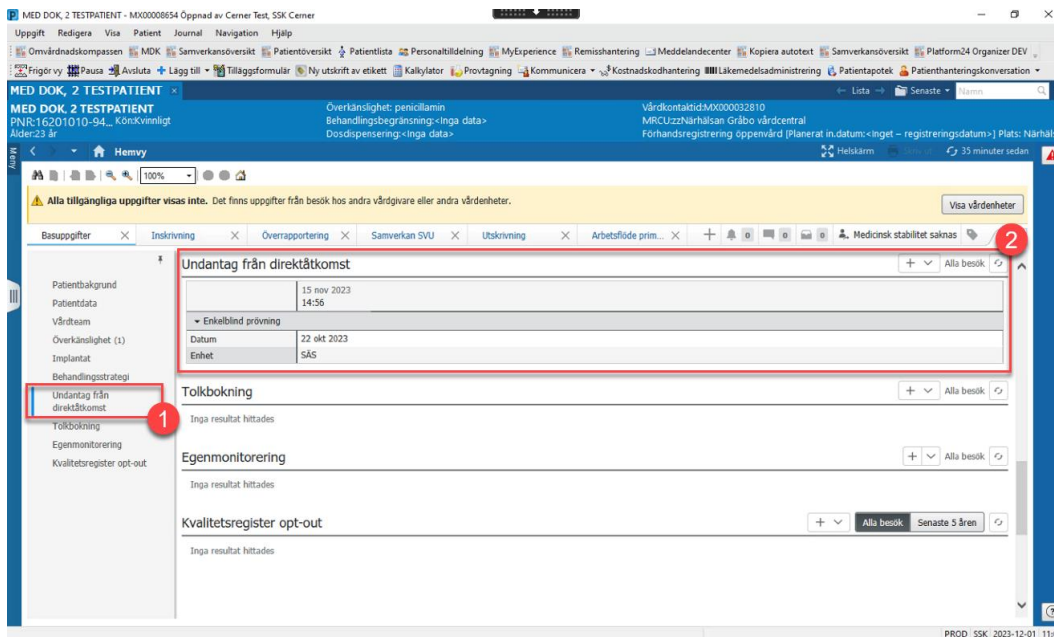 MED DOK, 2 TESTPATIENT - MX00008654 Öppnad av Cerner Test, SSK Cerner
Uppgift Redigera Visa Patient Journal Navigation Hjälp
Omvårdnadskompassen MDK Samverkansöversikt Patientöversikt Patientlista Personaltilldelning MyExperience Remisshantering Meddelandecenter Kopiera autotext Samverkansöversikt Platform24 Organizer DEV
Frigör vy Pausa Avsluta Lägg till Tilläggsformulär Ny utskrift av etikett Kalkylator Provtagning Kommunicera Kostnadskodhantering Läkemedelsadministrering Patientapotek Patienthanteringskonversation
MED DOK, 2 TESTPATIENT × Lista Senaste Namn
MED DOK, 2 TESTPATIENT Överkänslighet: penicillamin Vårdkontaktid:MX000032810
PNR:16201010-94... Kön:Kvinnligt Behandlingsbegränsning:<Inga data> MRCU:zzNärhälsan Gråbo vårdcentral
Ålder:23 år Dosdispensering:<Inga data> Förhandsregistrering öppenvård [Planerat in.datum:<Inget – registreringsdatum>] Plats: Närhäls
Meny Hemvy Helskärm Skriv ut 35 minuter sedan
100%
Alla tillgängliga uppgifter visas inte. Det finns uppgifter från besök hos andra vårdgivare eller andra vårdenheter. Visa vårdenheter
Basuppgifter Inskrivning Överrapportering Samverkan SVU Utskrivning Arbetsflöde prim... 0 0 0 Medicinsk stabilitet saknas
2
Undantag från direktåtkomst Alla besök
Patientbakgrund
Patientdata
Vårdteam
Överkänslighet (1)
Implantat
Behandlingsstrategi
Undantag från
direktåtkomst
1
Tolkbokning
Egenmonitorering
Kvalitetsregister opt-out
15 nov 2023
14:56
Enkelblind prövning
Datum 22 okt 2023
Enhet SÄS
Tolkbokning Alla besök
Inga resultat hittades
Egenmonitorering Alla besök
Inga resultat hittades
Kvalitetsregister opt-out Alla besök Senaste 5 åren
Inga resultat hittades
PROD SSK 2023-12-01 11: